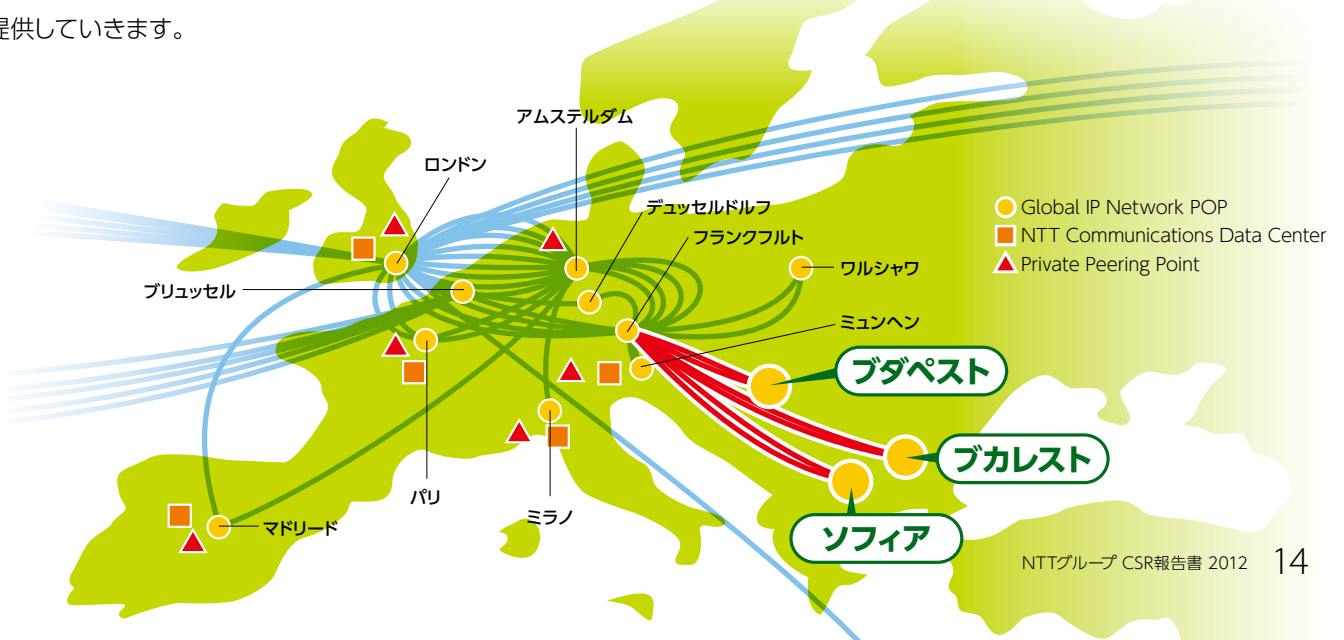 提供していきます。
アムステルダム
ロンドン
デュッセルドルフ
フランクフルト
ワルシャワ
ブリュッセル
ミュンヘン
ブダペスト
ブカレスト
ソフィア
パリ
ミラノ
マドリード
Global IP Network POP
NTT Communications Data Center
Private Peering Point
NTTグループ CSR報告書 2012 14